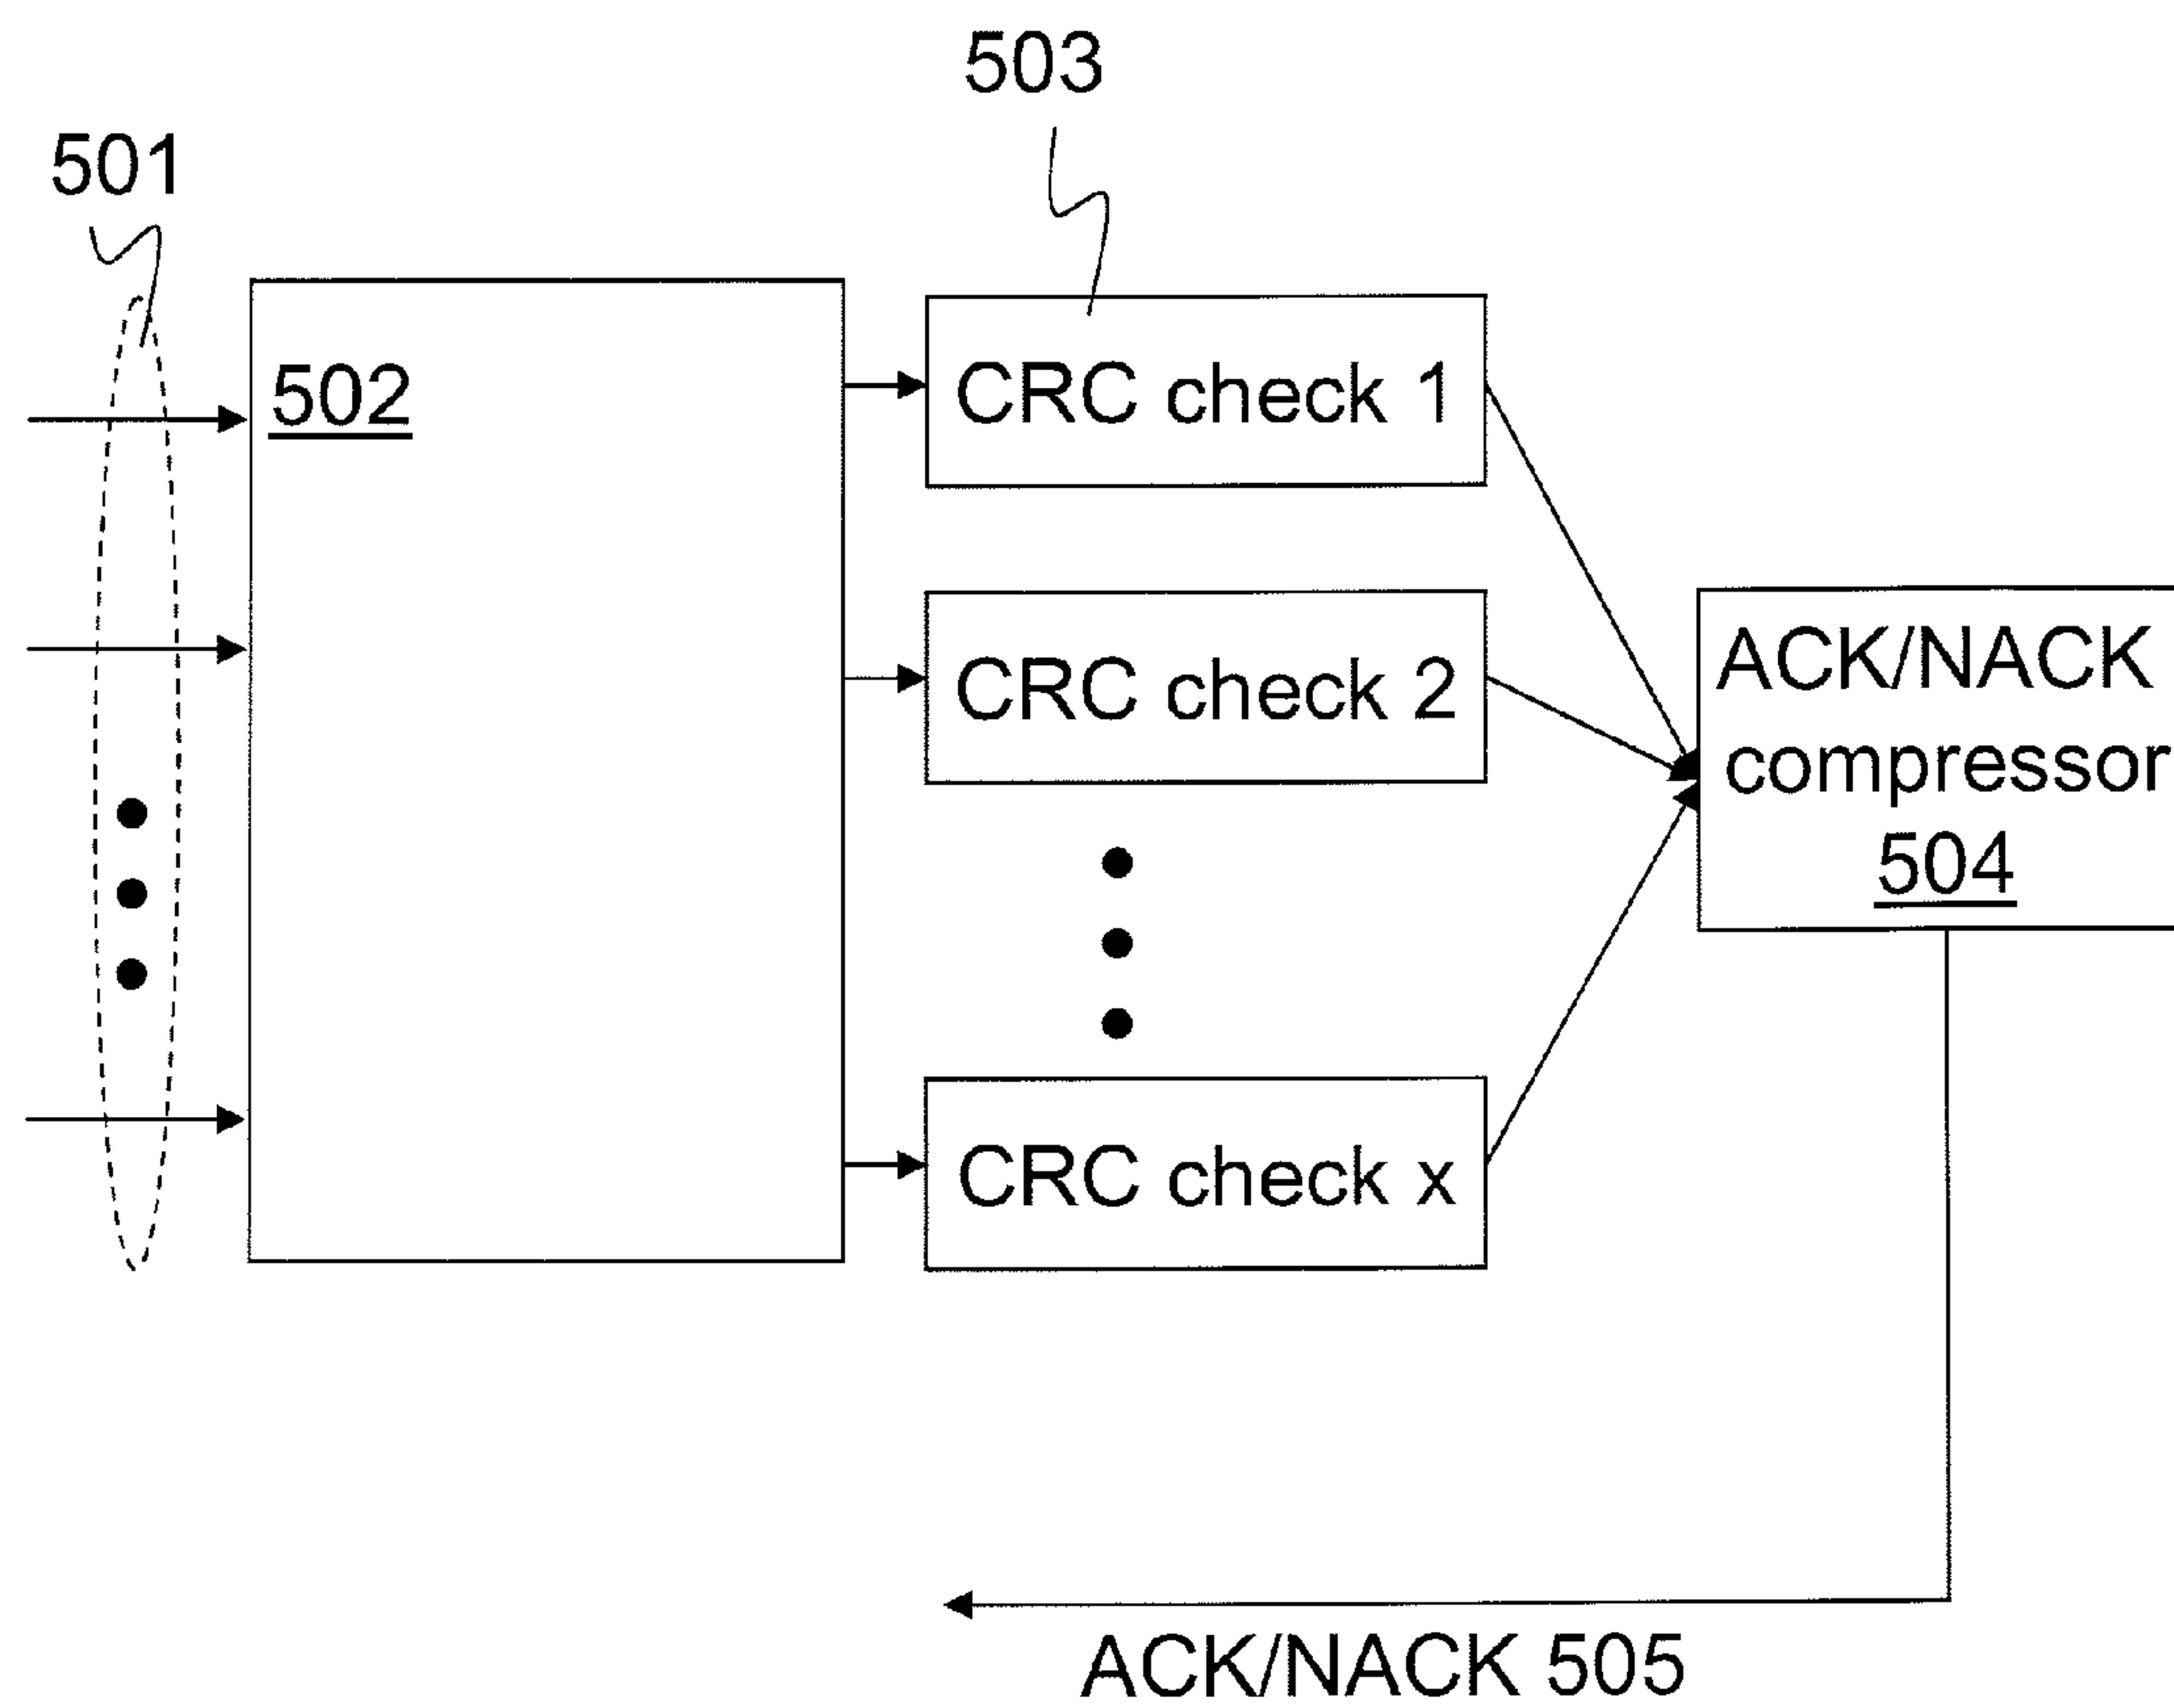 503
501
502
CRC check 1
CRC check 2
ACK/NACK
compressor
504
CRC check x
ACK/NACK 505